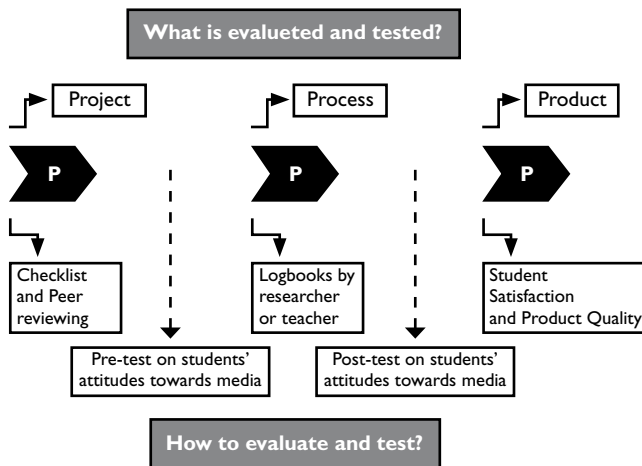 What is evalueted and tested?
Project
Process
Product
P
P
P
Checklist
and Peer
reviewing
Logbooks by
researcher
or teacher
Student
Satisfaction
and Product Quality
Pre-test on students’
attitudes towards media
Post-test on students’
attitudes towards media
How to evaluate and test?